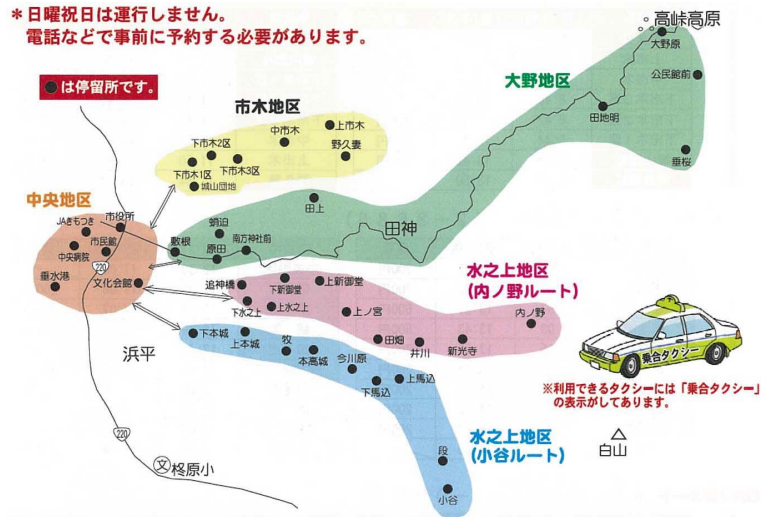 ＊日曜祝日は運行しません。
電話などで事前に予約する必要があります。
●は停留所です。
高峠高原
大野原
公民館前
大野地区
田地明
垂桜
市木地区
中市木
上市木
下市木2区
野久妻
下市木3区
下市木1区
城山団地
中央地区
市役所
JAきもつき
市民館
中央病院
220
垂水港
文化会館
田上
蛸迫
敷根
原田
南方神社前
田神
水之上地区
(内ノ野ルート)
追神橋
下新御堂
上新御堂
下水之上
上水之上
上ノ宮
内ノ野
田畑
井川
新光寺
乗合タクシー
※利用できるタクシーには「乗合タクシー」
の表示がしてあります。
浜平
下本城
上本城
牧
本高城
今川原
下馬込
上馬込
水之上地区
(小谷ルート)
段
小谷
白山
220
文
柊原小